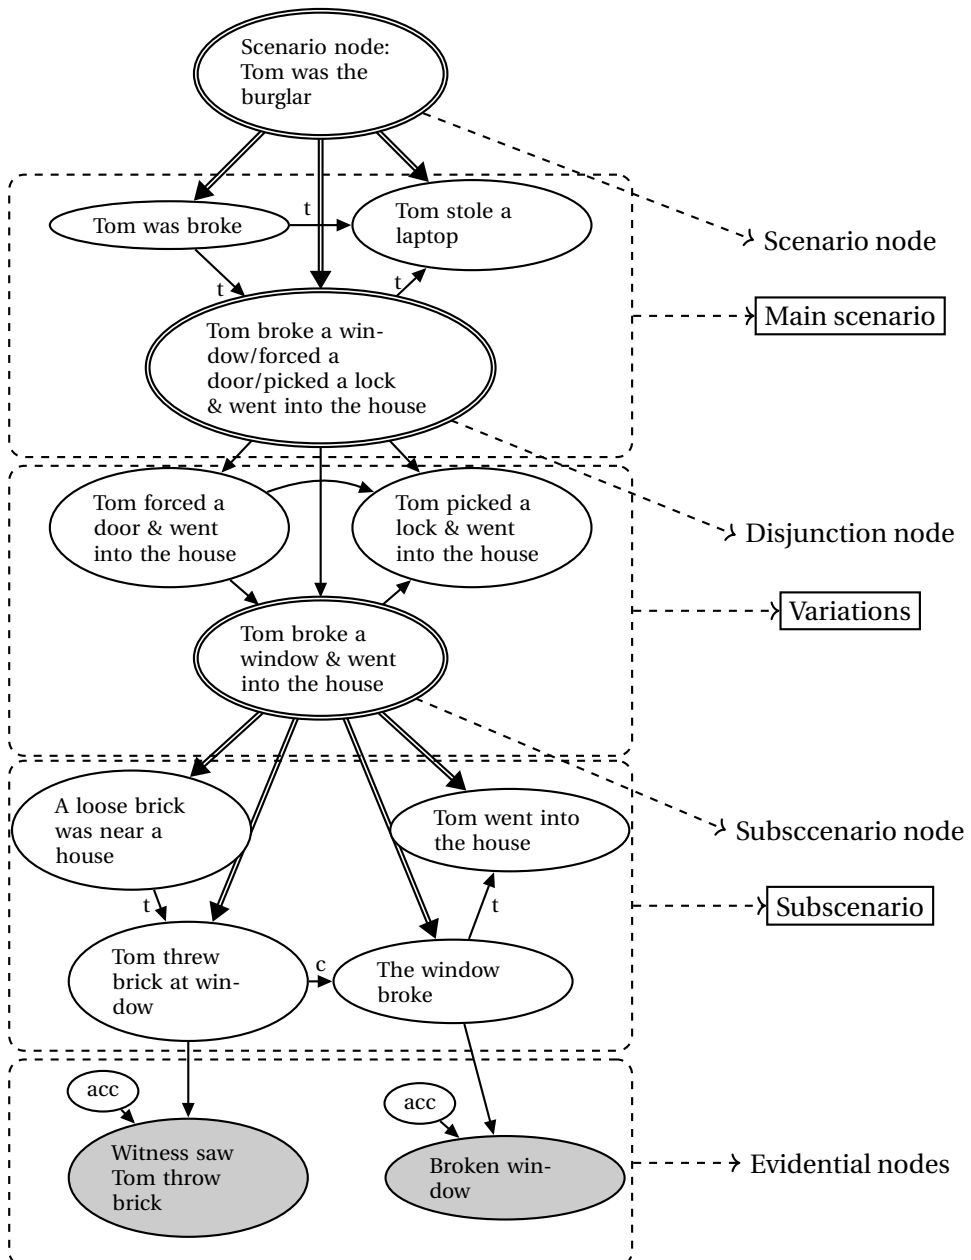 Scenario node:
Tom was the
burglar
Tom was broke
t
Tom stole a
laptop
Scenario node
t
t
Main scenario
Tom broke a win-
dow/forced a
door/picked a lock
& went into the house
Tom forced a
door & went
into the house
Tom picked a
lock & went
into the house
Disjunction node
Variations
Tom broke a
window & went
into the house
A loose brick
was near a
house
Tom went into
the house
Subsccenario node
t
t
Subscenario
Tom threw
brick at win-
dow
c
The window
broke
acc
acc
Witness saw
Tom throw
brick
Broken win-
dow
Evidential nodes